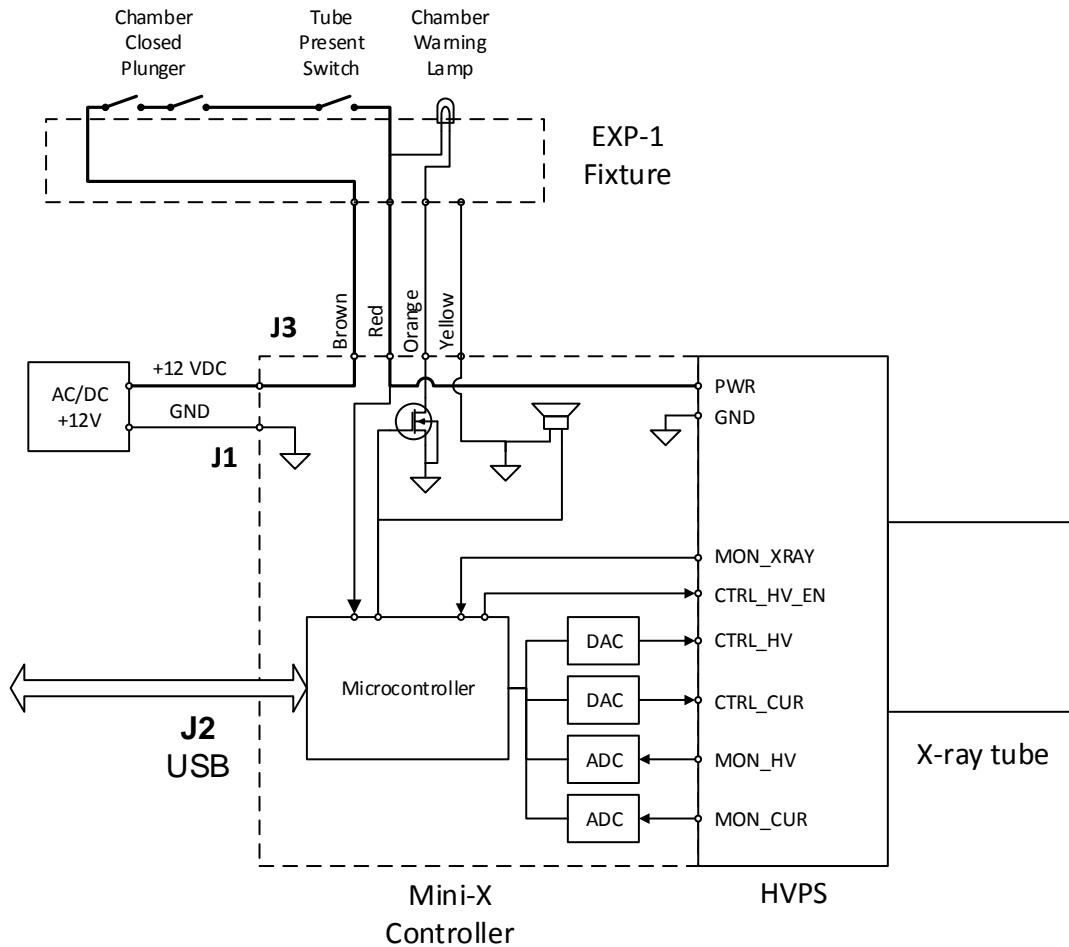 Chamber
Closed
Plunger
Tube
Present
Switch
Chamber
Warning
Lamp
EXP-1
Fixture
Brown
Red
Orange
Yellow
J3
AC/DC
+12V
+12 VDC
GND
J1
PWR
GND
MON_XRAY
CTRL_HV_EN
CTRL_HV
CTRL_CUR
MON_HV
MON_CUR
DAC
DAC
ADC
ADC
Microcontroller
J2
USB
X-ray tube
Mini-X
Controller
HVPS